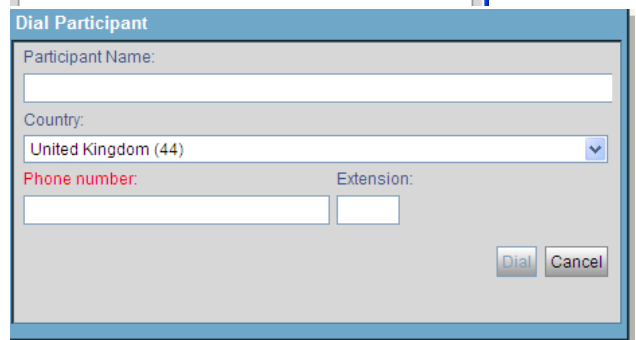 Dial Participant
Participant Name:
Country:
United Kingdom (44)
Phone number: Extension:
Dial Cancel